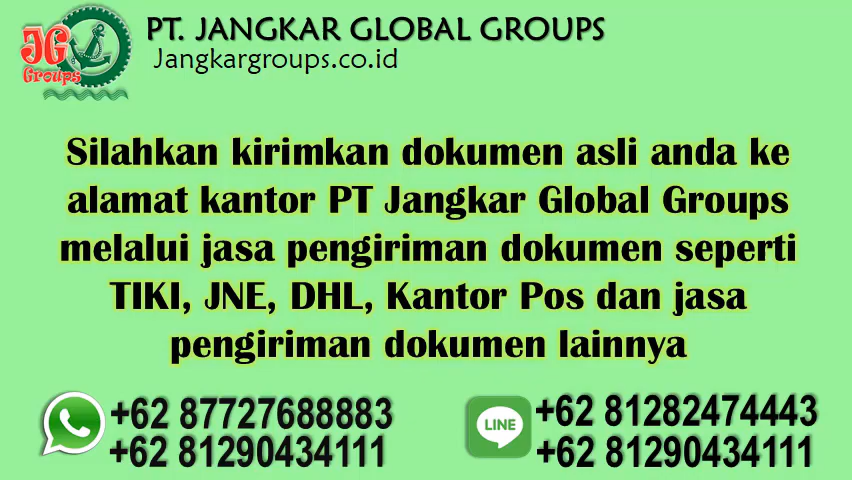 JG
Groups
PT. JANGKAR GLOBAL GROUPS
Jangkargroups.co.id
Silahkan kirimkan dokumen asli anda ke
alamat kantor PT Jangkar Global Groups
melalui jasa pengiriman dokumen seperti
TIKI, JNE, DHL, Kantor Pos dan jasa
pengiriman dokumen lainnya
+62 87727688883
+62 81290434111
LINE
+62 81282474443
+62 81290434111